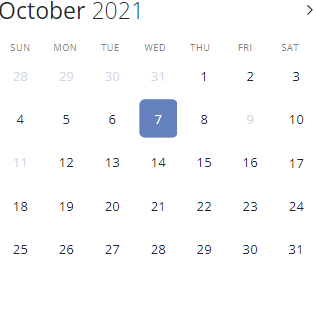 October 2021
SUN MON TUE WED THU FRI SAT
28 29 30 31 1 2 3
4 5 6 7 8 9 10
11 12 13 14 15 16 17
18 19 20 21 22 23 24
25 26 27 28 29 30 31